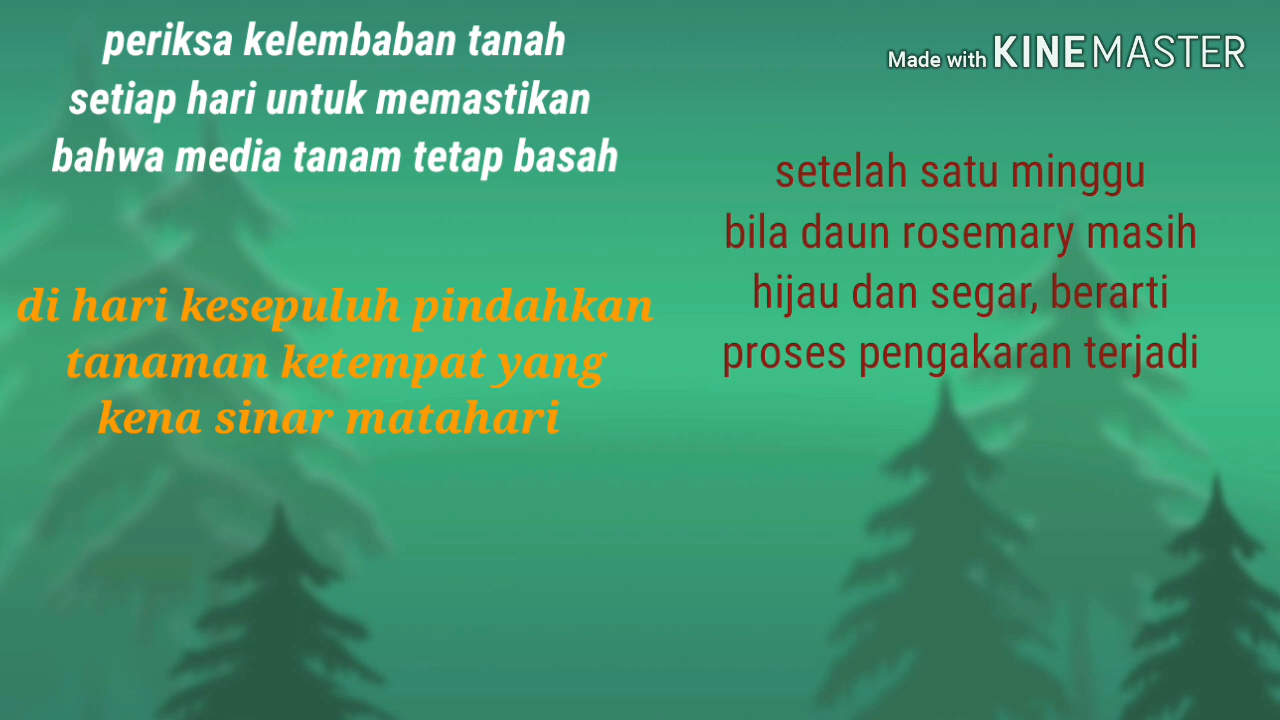 periksa kelembaban tanah
setiap hari untuk memastikan
bahwa media tanam tetap basah
Made with KINEMASTER
setelah satu minggu
bila daun rosemary masih
hijau dan segar, berarti
proses pengakaran terjadi
di hari kesepuluh pindahkan
tanaman ketempat yang
kena sinar matahari